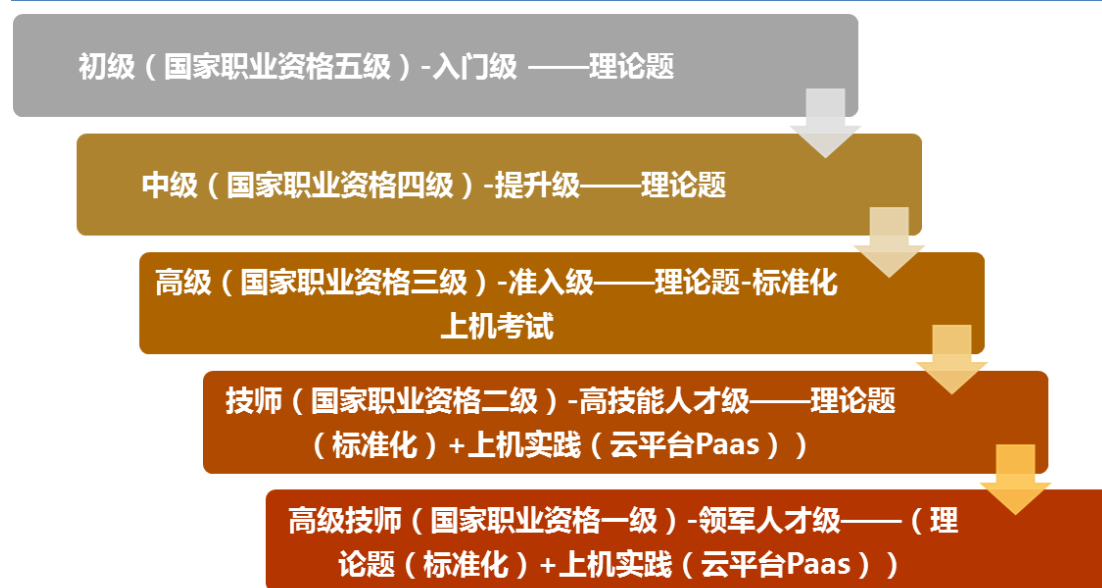 初级（国家职业资格五级）-入门级 ——理论题
中级（国家职业资格四级）-提升级——理论题
高级（国家职业资格三级）-准入级——理论题-标准化
上机考试
技师（国家职业资格二级）-高技能人才级——理论题
（标准化）+上机实践（云平台Paas））
高级技师（国家职业资格一级）-领军人才级——（理
论题（标准化）+上机实践（云平台Paas））